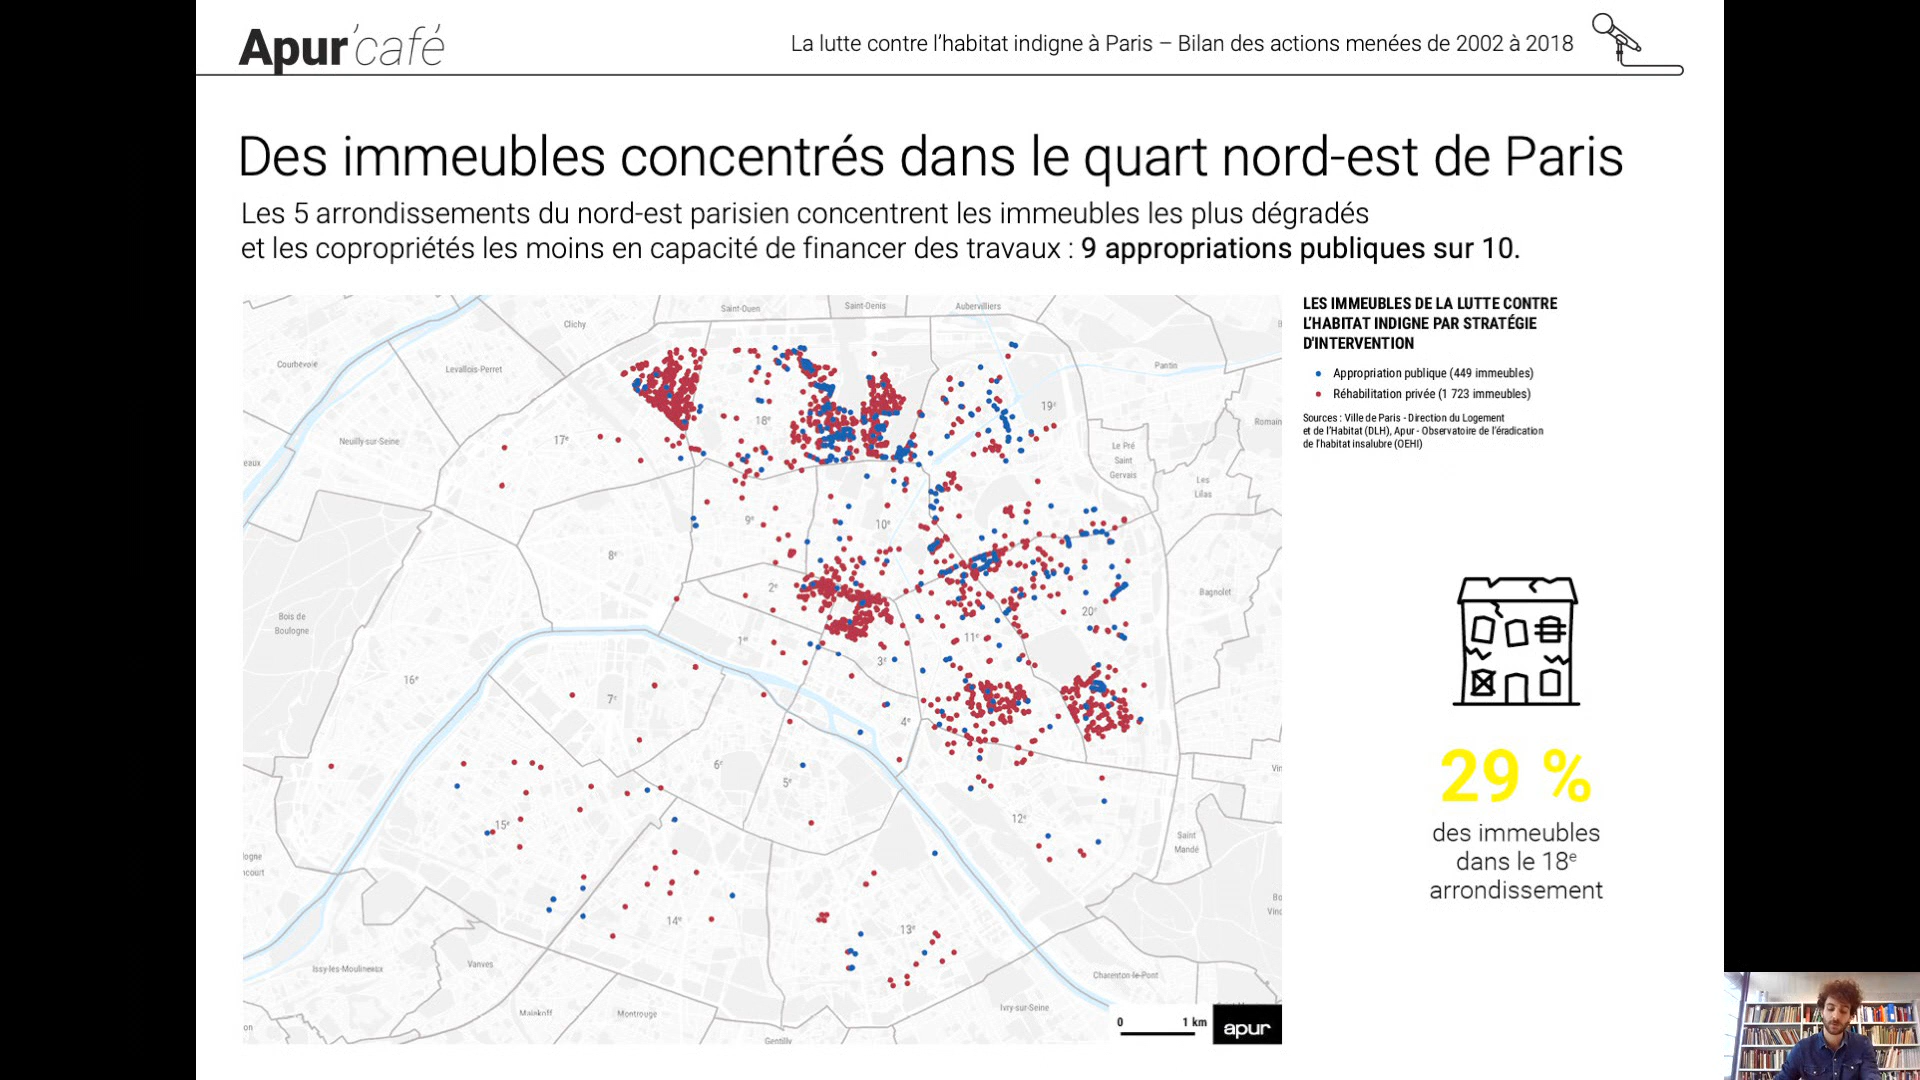 Apur'café
La lutte contre l'habitat indigne à Paris – Bilan des actions menées de 2002 à 2018
Des immeubles concentrés dans le quart nord-est de Paris
Les 5 arrondissements du nord-est parisien concentrent les immeubles les plus dégradés
et les copropriétés les moins en capacité de financer des travaux : 9 appropriations publiques sur 10.
LES IMMEUBLES DE LA LUTTE CONTRE
L'HABITAT INDIGNE PAR STRATÉGIE
D'INTERVENTION
Appropriation publique (449 immeubles)
Réhabilitation privée (1 723 immeubles)
Sources : Ville de Paris - Direction du Logement
et de l'Habitat (DLH), Apur - Observatoire de l'éradication
de l'habitat insalubre (OEHI)
Saint-Ouen
Saint-Denis
Aubervilliers
Clichy
Courbevoie
Levallois-Perret
Pantin
Neuilly-sur-Seine
17e
18e
19e
Romain
eaux
Le Pré
Saint
Gervais
Les
Lilas
9e
10e
8e
2e
Bagnolet
20e
Bois de
Boulogne
1e
11e
3e
16e
7e
4e
6e
5e
Vin
15e
12e
Saint
Mandé
logne
ncourt
14e
13e
Bo
Vinc
Issy-les-Moulineaux
Vanves
Charenton-le-Pont
Malakoff
Montrouge
Ivry-sur-Seine
Gentilly
on
0 1 km
apur
29 %
des immeubles
dans le 18e
arrondissement